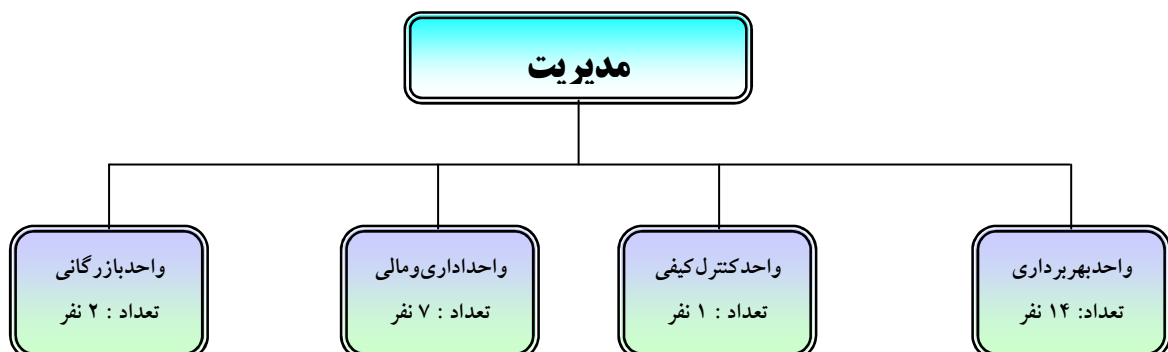 مدیریت
واحدبهربرداری
تعداد: ۱۴ نفر
واحدکنترل‌کیفی
تعداد : ۱ نفر
واحداداری‌ومالی
تعداد : ۷ نفر
واحدبازرگانی
تعداد : ۲ نفر